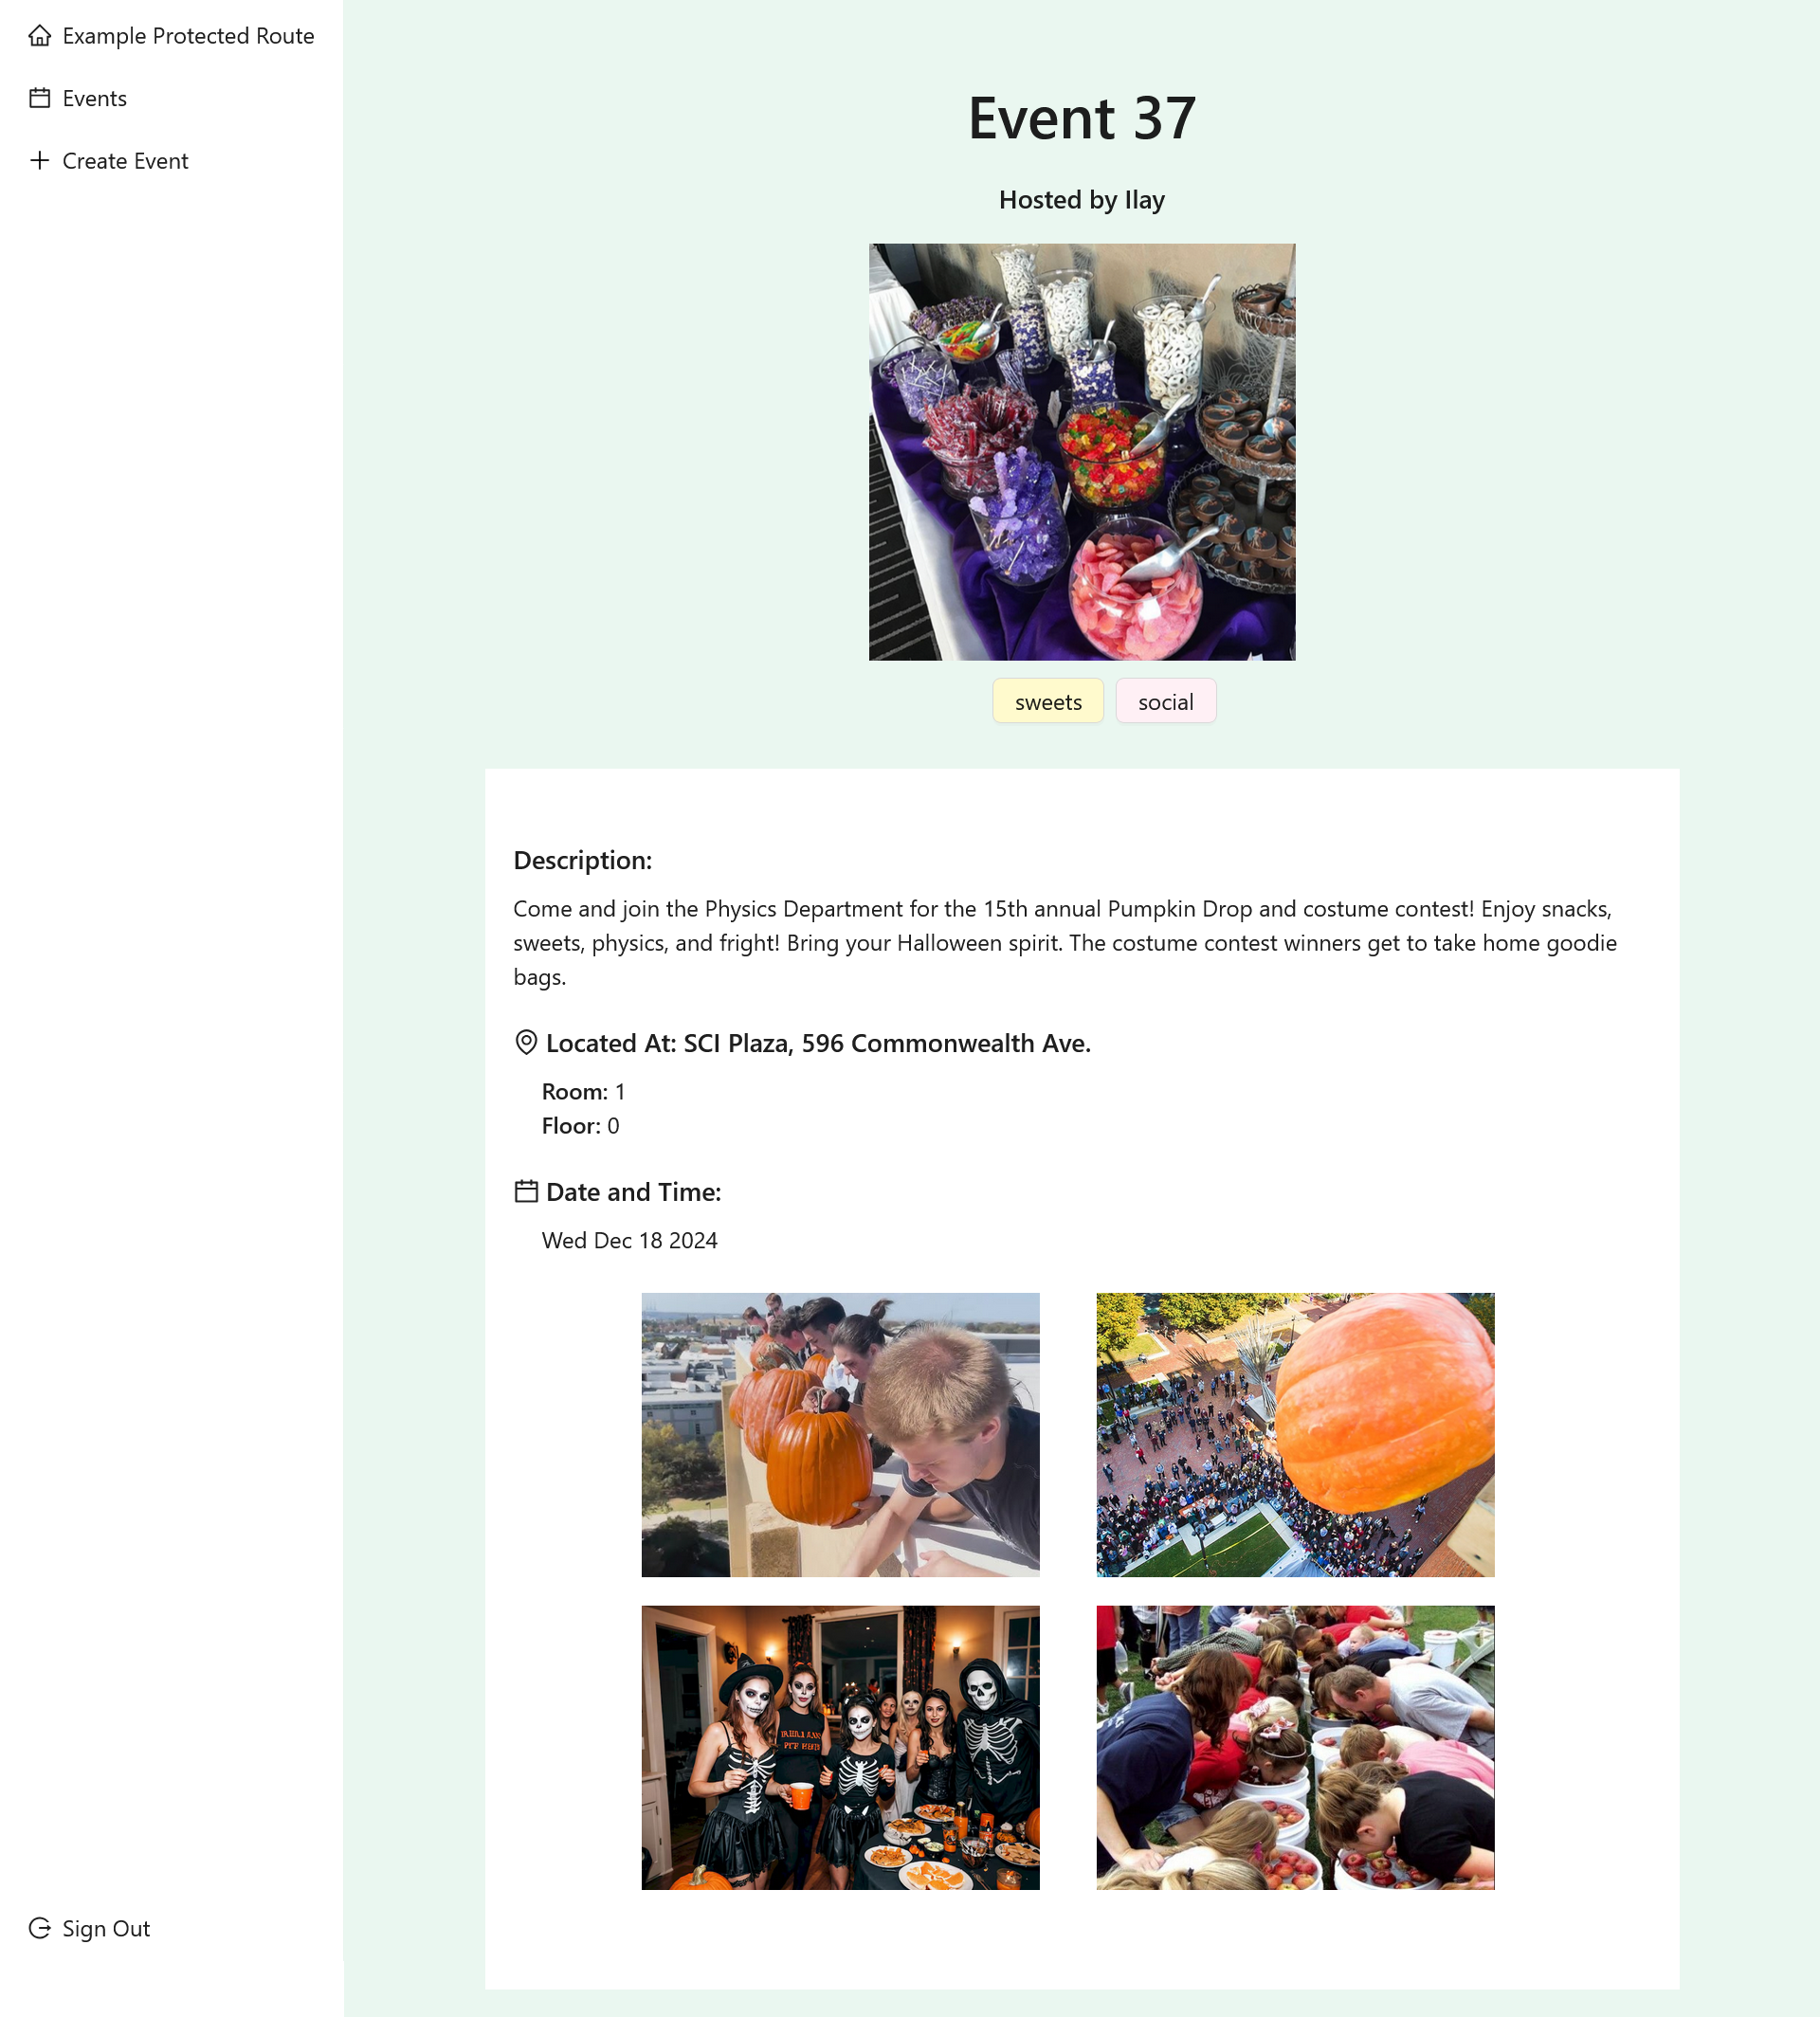 Example Protected Route
Events
Create Event
Event 37
Hosted by Ilay
sweets
social
Description:
Come and join the Physics Department for the 15th annual Pumpkin Drop and costume contest! Enjoy snacks,
sweets, physics, and fright! Bring your Halloween spirit. The costume contest winners get to take home goodie
bags.
Located At: SCI Plaza, 596 Commonwealth Ave.
Room: 1
Floor: 0
Date and Time:
Wed Dec 18 2024
Sign Out